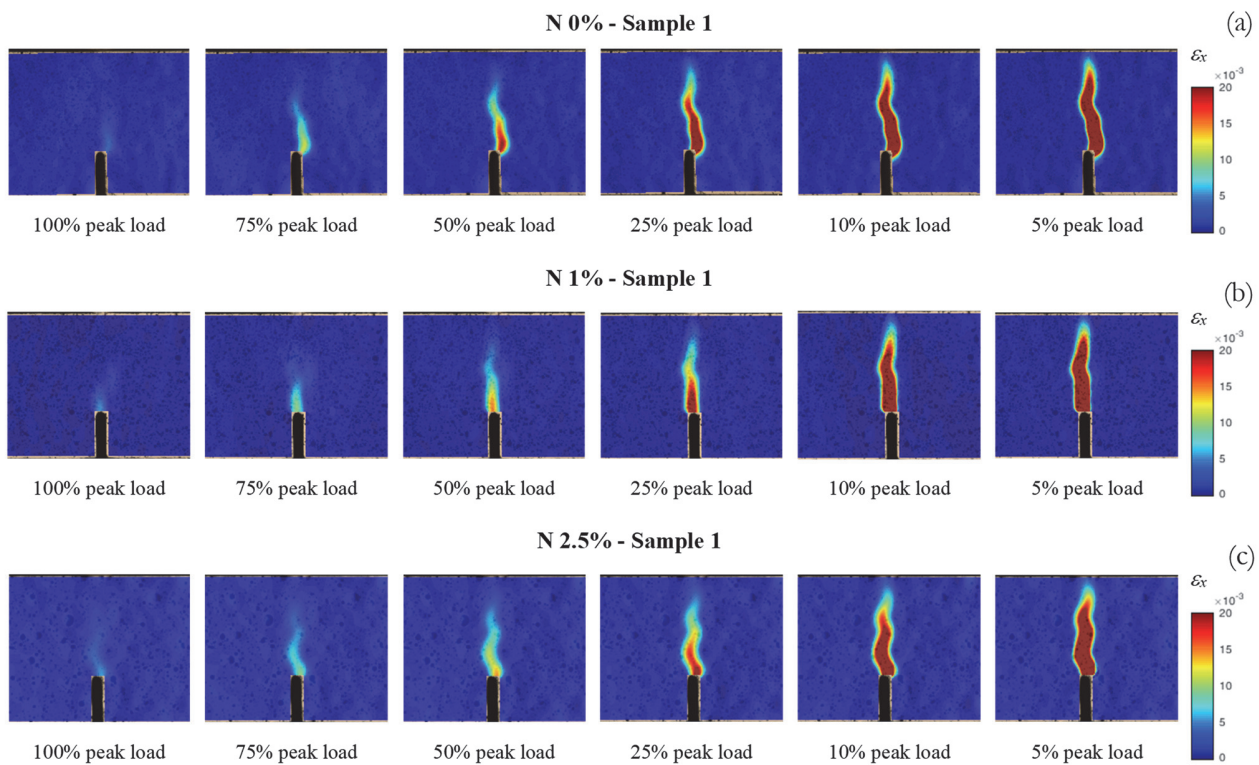 N 0% - Sample 1
(a)
εx
×10⁻³
20
15
10
5
0
100% peak load 75% peak load 50% peak load 25% peak load 10% peak load 5% peak load
N 1% - Sample 1
(b)
εx
×10⁻³
20
15
10
5
0
100% peak load 75% peak load 50% peak load 25% peak load 10% peak load 5% peak load
N 2.5% - Sample 1
(c)
εx
×10⁻³
20
15
10
5
0
100% peak load 75% peak load 50% peak load 25% peak load 10% peak load 5% peak load